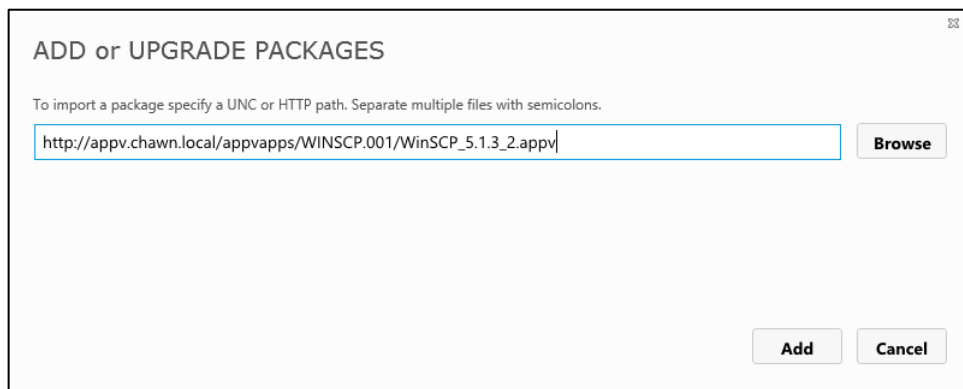 ADD or UPGRADE PACKAGES
To import a package specify a UNC or HTTP path. Separate multiple files with semicolons.
http://appv.chawn.local/appvapps/WINSCP.001/WinSCP_5.1.3_2.appv
Browse
Add
Cancel